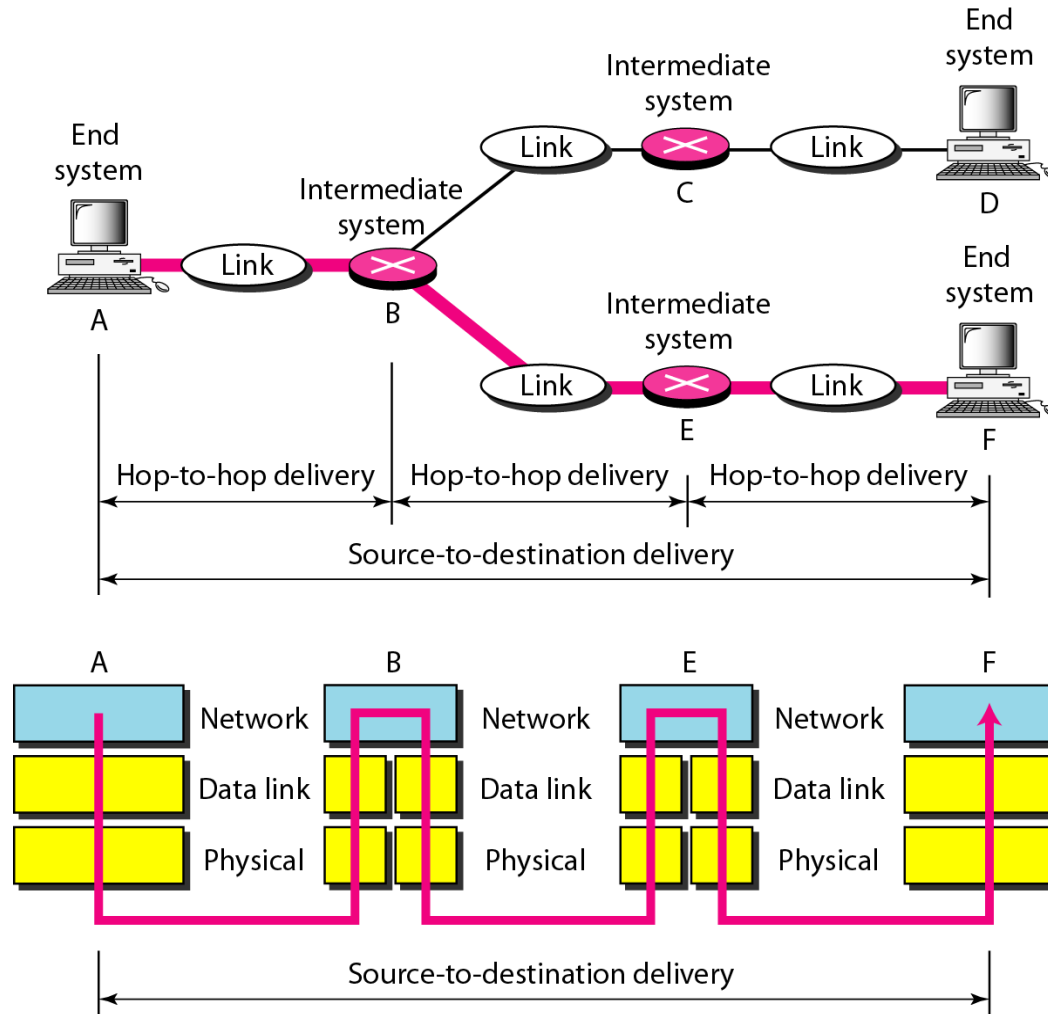 End
system
Intermediate
system
Link
Link
C
D
End
system
Intermediate
system
Link
A
B
End
system
Intermediate
system
Link
Link
E
F
Hop-to-hop delivery
Hop-to-hop delivery
Hop-to-hop delivery
Source-to-destination delivery
A
B
E
F
Network
Network
Network
Data link
Data link
Data link
Physical
Physical
Physical
Source-to-destination delivery